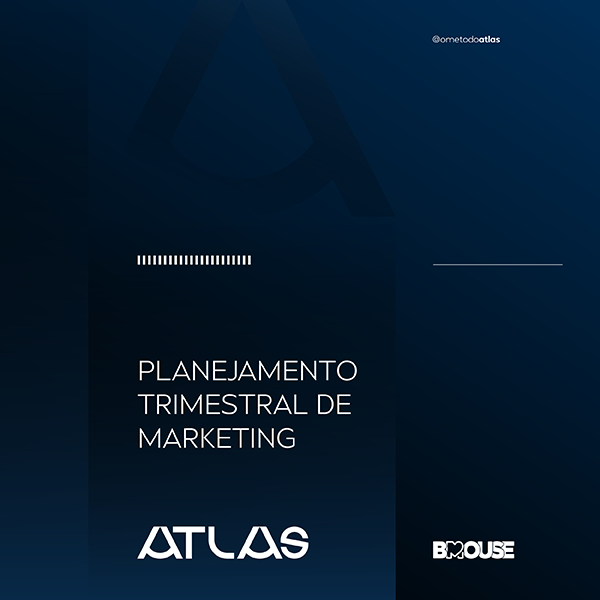 @ometodoatlas
PLANEJAMENTO
TRIMESTRAL DE
MARKETING
ATLAS
BMOUSE